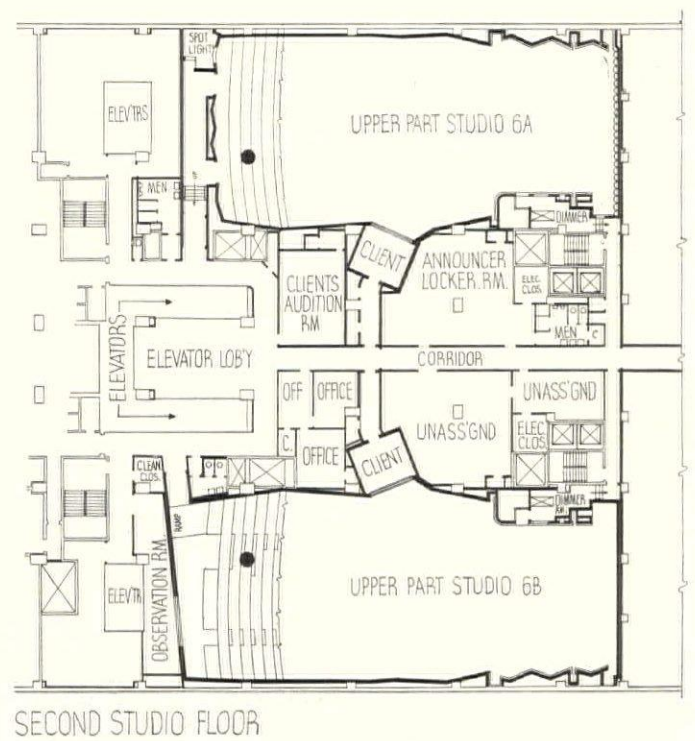 SPOT
LIGHT
ELEV'TRS
UPPER PART STUDIO 6A
MEN
DIMMER
CLIENT
ANNOUNCER
LOCKER. RM.
CLIENTS
AUDITION
RM
ELEC.
CLOS.
MEN
C.
ELEVATORS
ELEVATOR LOB'Y
CORRIDOR
OFF
OFFICE
UNASS'GND
UNASS'GND
C.
OFFICE
CLIENT
ELEC
CLOS.
CLEAN
CLOS.
DIMMER
RM.
RAMP
OBSERVATION RM.
ELEV'TR
UPPER PART STUDIO 6B
SECOND STUDIO FLOOR